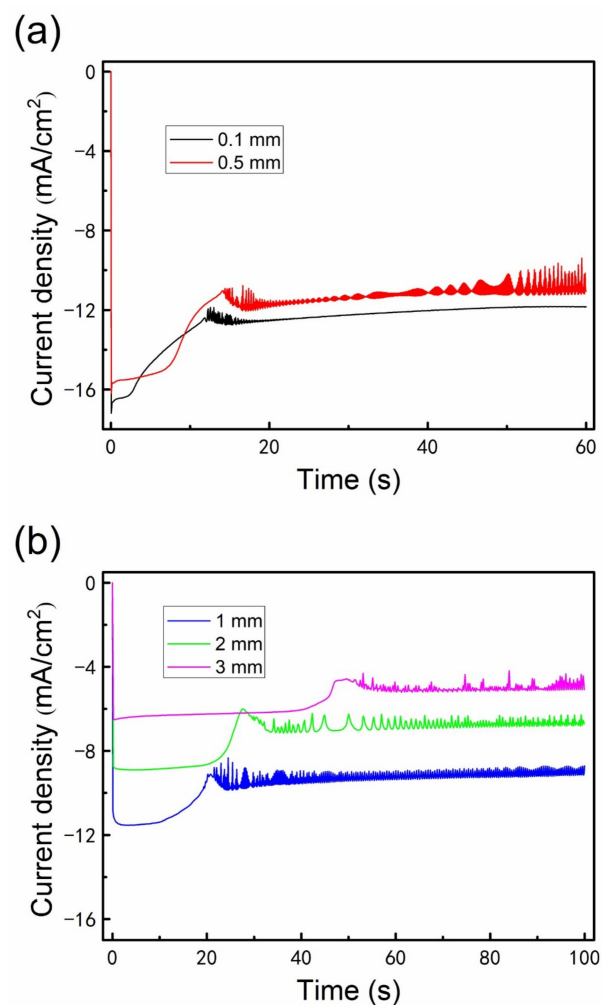 (a)
0
−4
−8
−12
−16
0.1 mm
0.5 mm
Current density (mA/cm²)
0 20 40 60
Time (s)
(b)
0
−4
−8
−12
−16
1 mm
2 mm
3 mm
Current density (mA/cm²)
0 20 40 60 80 100
Time (s)